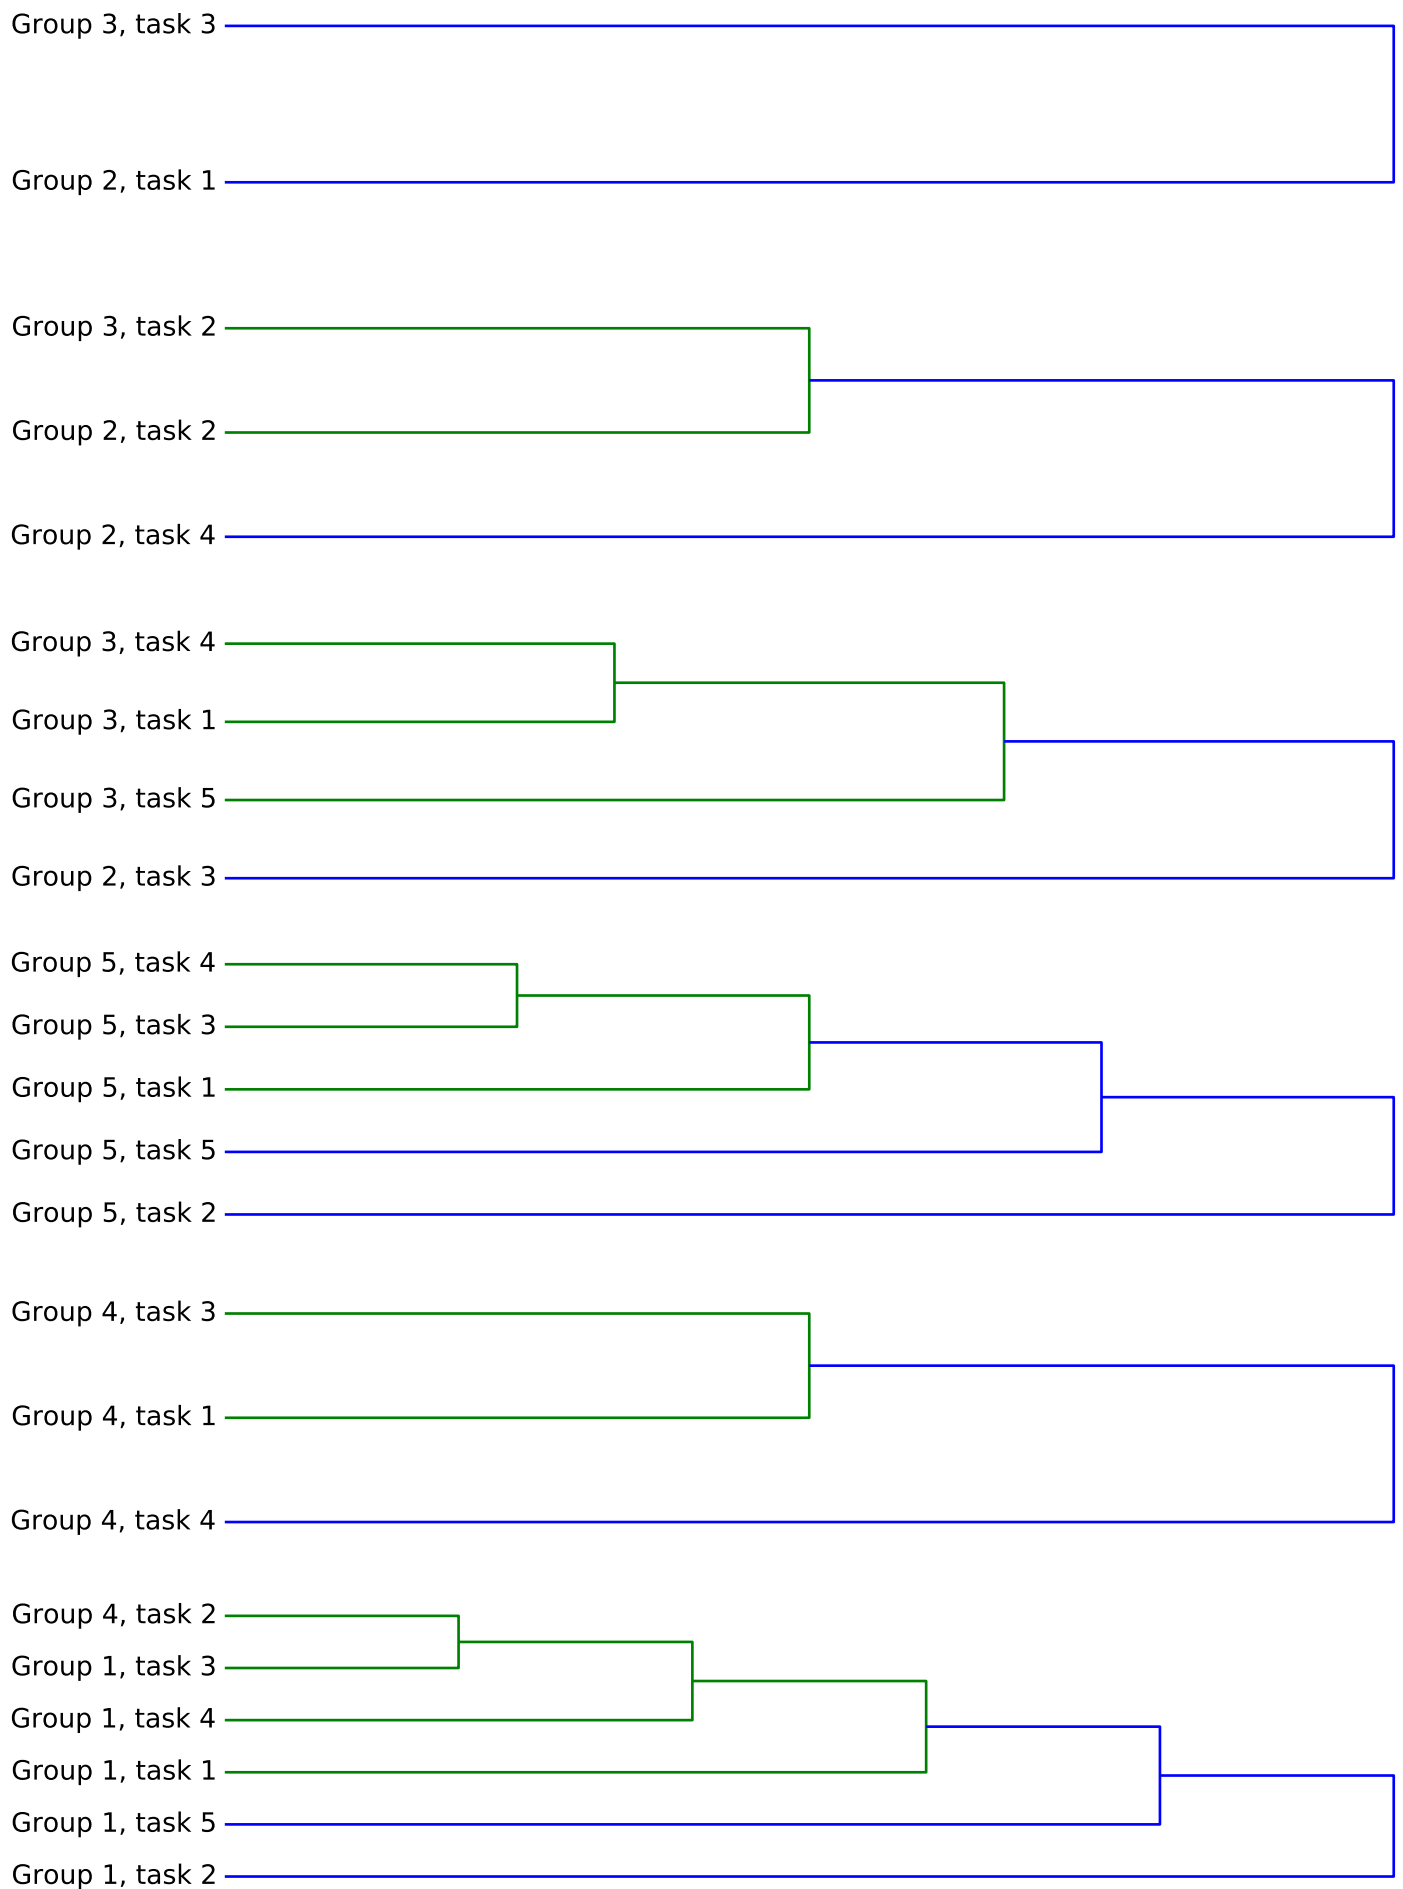 Group 3, task 3
Group 2, task 1
Group 3, task 2
Group 2, task 2
Group 2, task 4
Group 3, task 4
Group 3, task 1
Group 3, task 5
Group 2, task 3
Group 5, task 4
Group 5, task 3
Group 5, task 1
Group 5, task 5
Group 5, task 2
Group 4, task 3
Group 4, task 1
Group 4, task 4
Group 4, task 2
Group 1, task 3
Group 1, task 4
Group 1, task 1
Group 1, task 5
Group 1, task 2